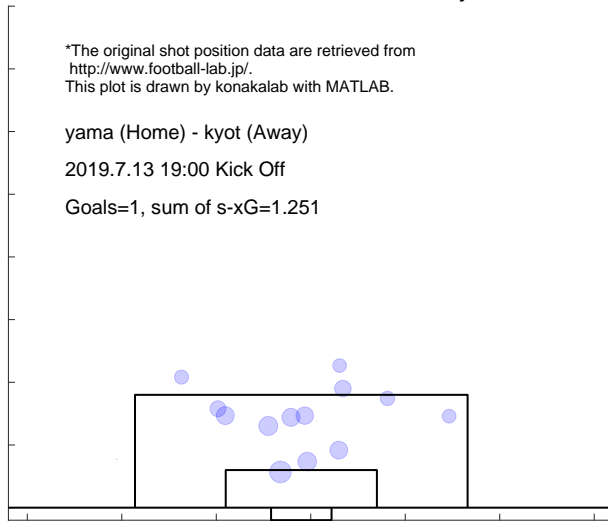 *The original shot position data are retrieved from
http://www.football-lab.jp/.
This plot is drawn by konakalab with MATLAB.
yama (Home) - kyot (Away)
2019.7.13 19:00 Kick Off
Goals=1, sum of s-xG=1.251